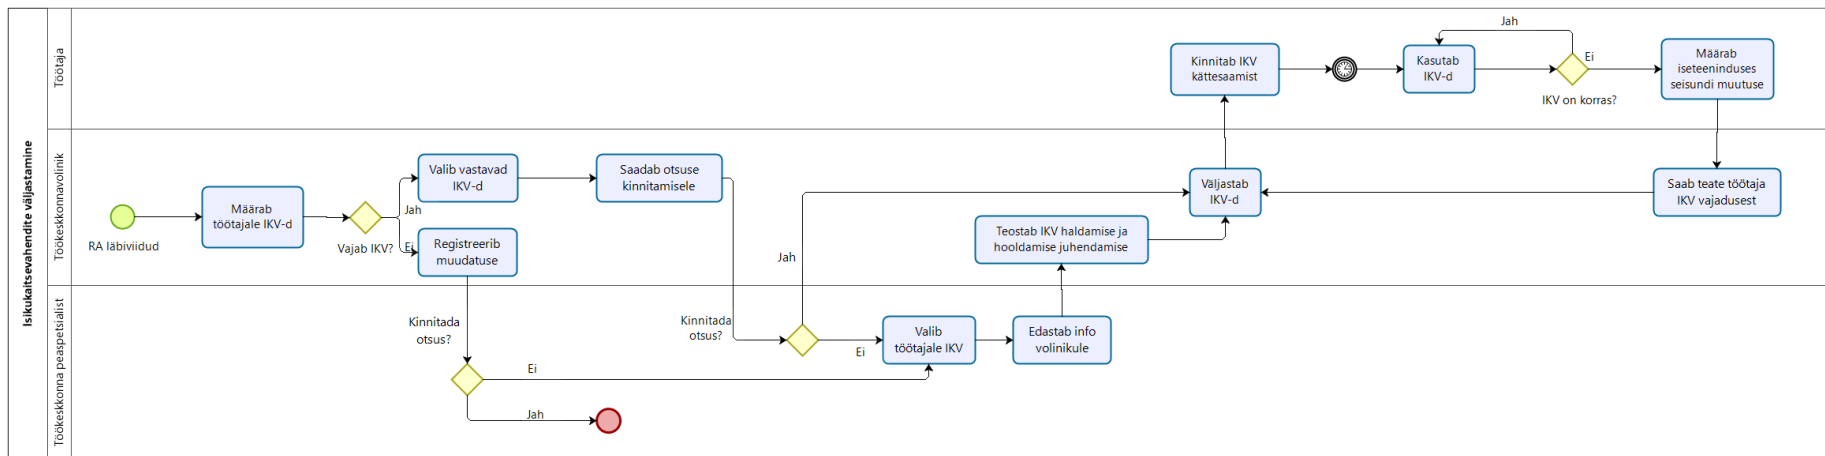 Isikukaitsevahendite väljastamine
Töötaja
Kinnitab IKV
kättesaamist
Kasutab
IKV-d
Jah
Ei
IKV on korras?
Määrab
iseteeninduses
seisundi muutuse
Töökeskkonnavolinik
RA läbiviidud
Määrab
töötajale IKV-d
Vajab IKV?
Jah
Ei
Valib vastavad
IKV-d
Registreerib
muudatuse
Saadab otsuse
kinnitamisele
Jah
Teostab IKV haldamise ja
hooldamise juhendamise
Väljastab
IKV-d
Saab teate töötaja
IKV vajadusest
Töökeskkonna peaspetsialist
Kinnitada
otsus?
Ei
Jah
Kinnitada
otsus?
Ei
Valib
töötajale IKV
Edastab info
volinikule